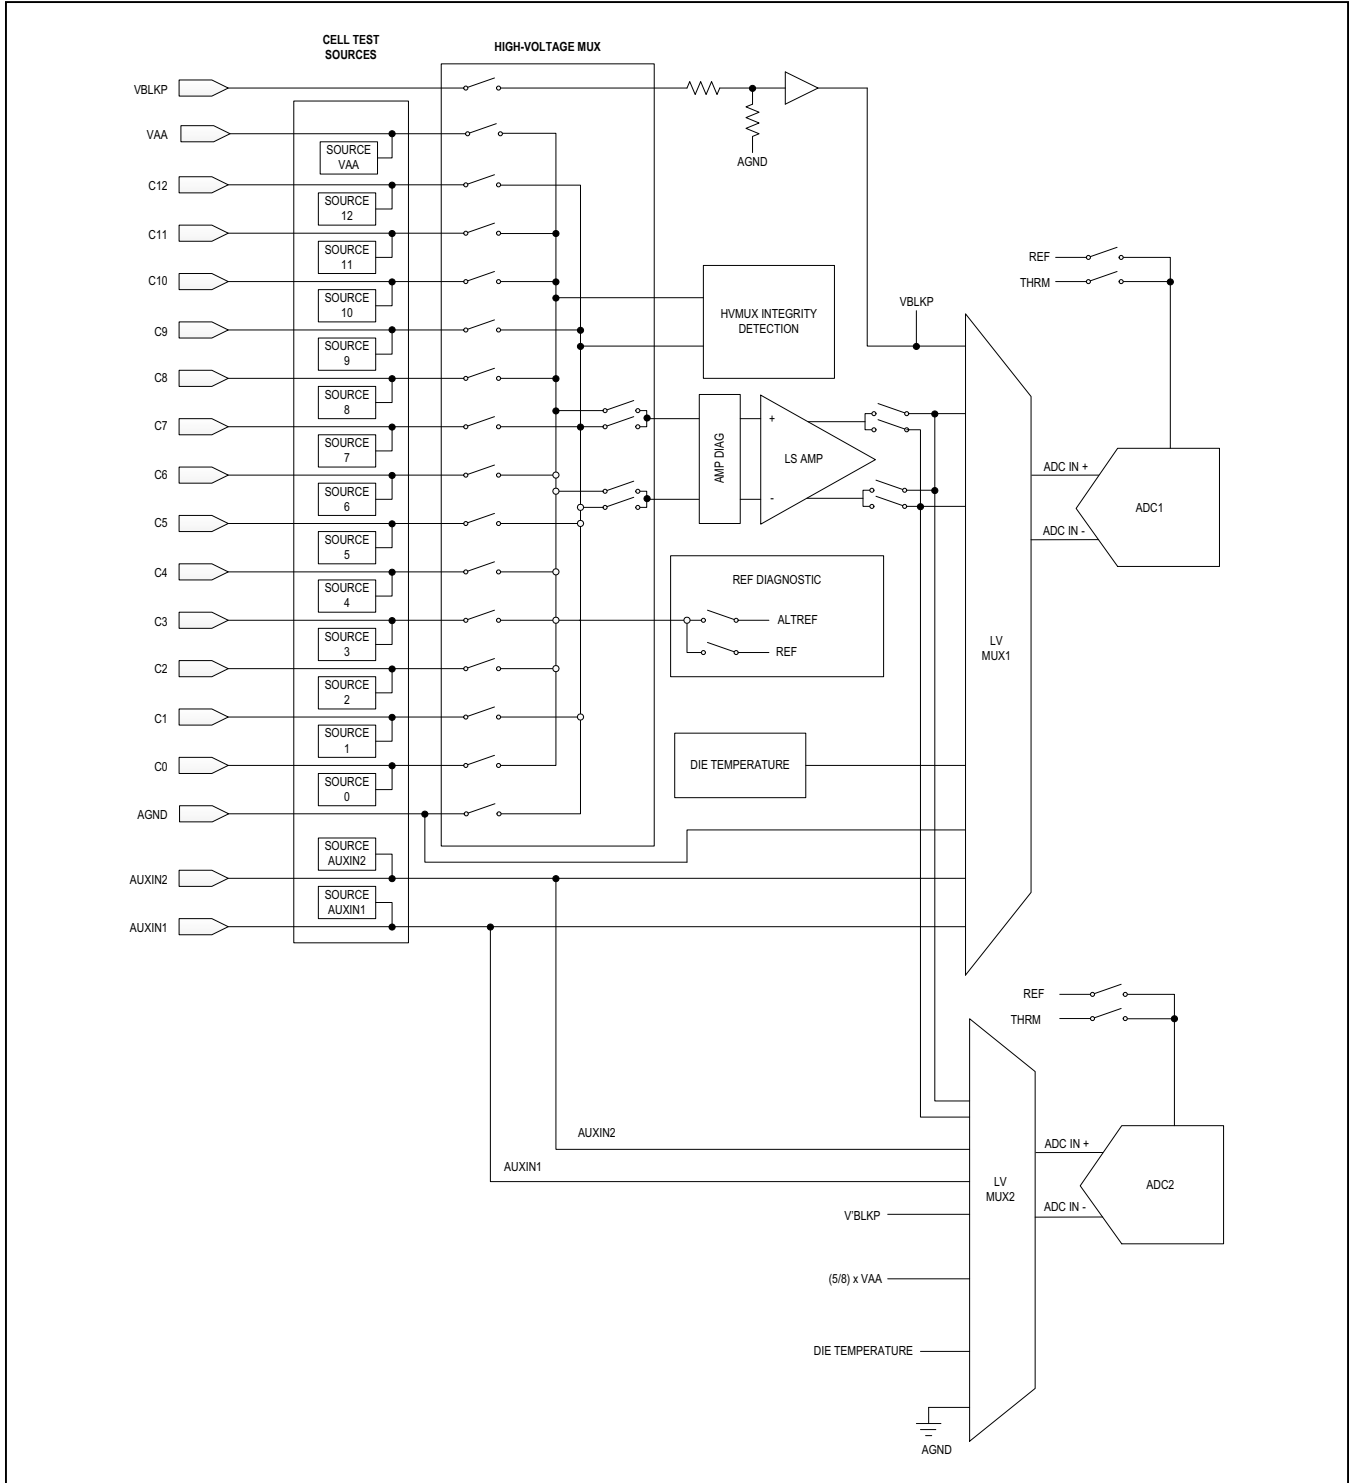 CELL TEST
SOURCES
HIGH-VOLTAGE MUX
VBLKP
VAA
SOURCE
VAA
AGND
C12
SOURCE
12
C11
SOURCE
11
C10
SOURCE
10
C9
SOURCE
9
C8
SOURCE
8
C7
SOURCE
7
C6
SOURCE
6
C5
SOURCE
5
C4
SOURCE
4
C3
SOURCE
3
C2
SOURCE
2
C1
SOURCE
1
C0
SOURCE
0
AGND
SOURCE
AUXIN2
AUXIN2
SOURCE
AUXIN1
AUXIN1
HVMUX INTEGRITY
DETECTION
VBLKP
AMP DIAG
+
LS AMP
-
REF DIAGNOSTIC
ALTREF
REF
DIE TEMPERATURE
LV
MUX1
REF
THRM
ADC IN +
ADC1
ADC IN -
REF
THRM
AUXIN2
AUXIN1
V'BLKP
(5/8) x VAA
DIE TEMPERATURE
AGND
LV
MUX2
ADC IN +
ADC2
ADC IN -